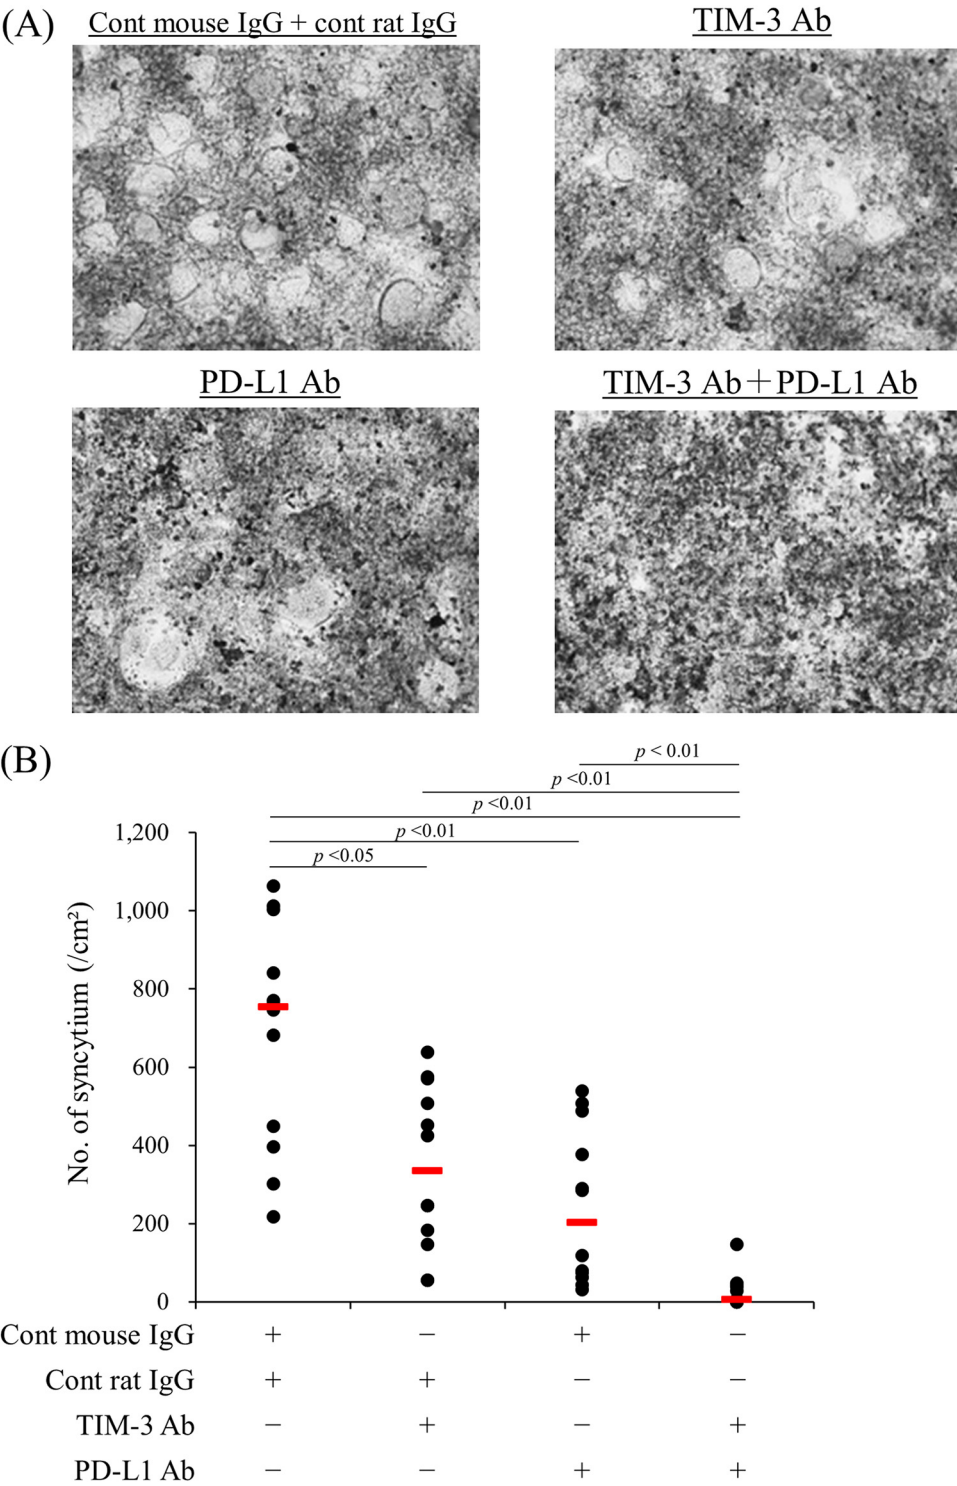 (A)
Cont mouse IgG + cont rat IgG
TIM-3 Ab
PD-L1 Ab
TIM-3 Ab+PD-L1 Ab
(B)
p < 0.01
p <0.01
p <0.01
p <0.01
p <0.05
No. of syncytium (/cm²)
1,200
1,000
800
600
400
200
0
Cont mouse IgG + − + −
Cont rat IgG + + − −
TIM-3 Ab − + − +
PD-L1 Ab − − + +